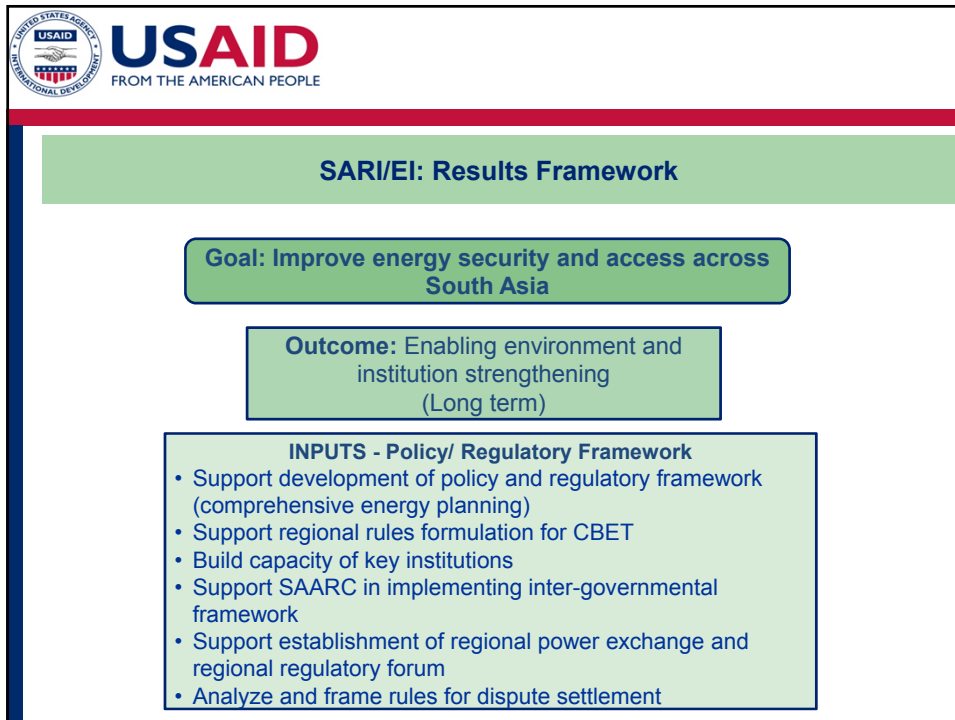 UNITED STATES AGENCY
USAID
INTERNATIONAL DEVELOPMENT
USAID
FROM THE AMERICAN PEOPLE
SARI/EI: Results Framework
Goal: Improve energy security and access across
South Asia
Outcome: Enabling environment and
institution strengthening
(Long term)
INPUTS - Policy/ Regulatory Framework
• Support development of policy and regulatory framework
(comprehensive energy planning)
• Support regional rules formulation for CBET
• Build capacity of key institutions
• Support SAARC in implementing inter-governmental
framework
• Support establishment of regional power exchange and
regional regulatory forum
• Analyze and frame rules for dispute settlement